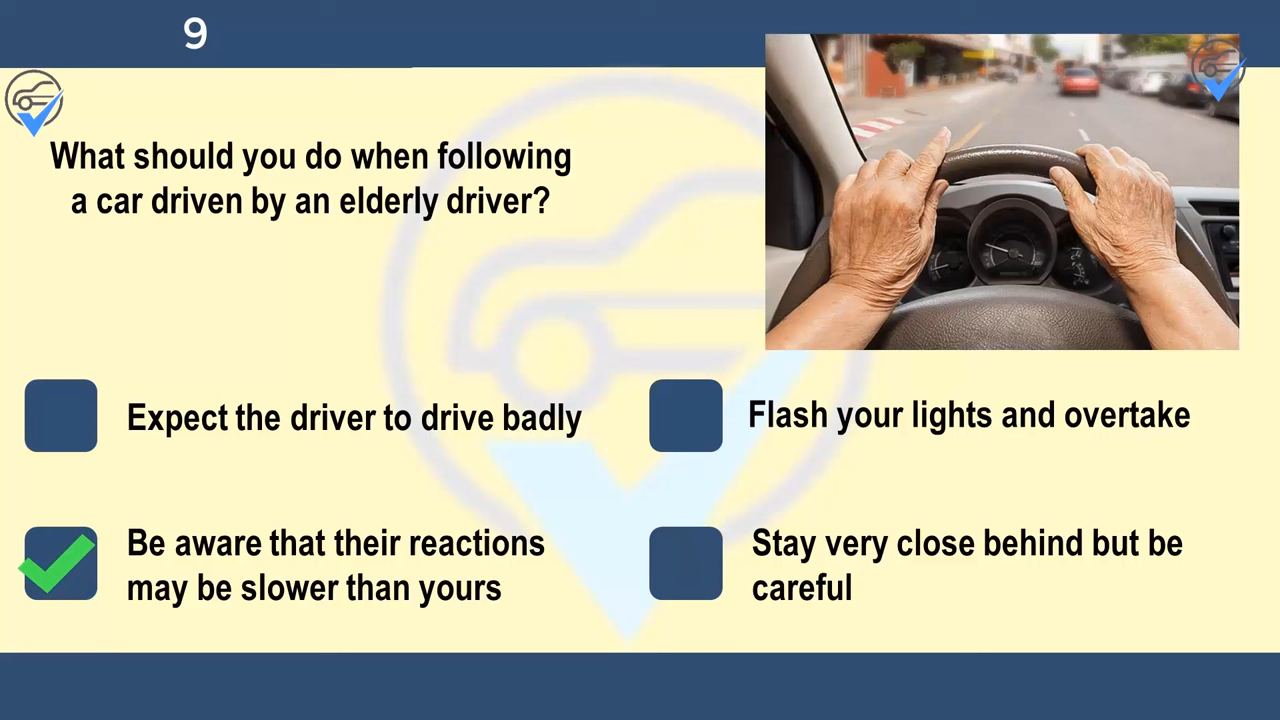 9
What should you do when following
a car driven by an elderly driver?
Expect the driver to drive badly
Flash your lights and overtake
Be aware that their reactions
may be slower than yours
Stay very close behind but be
careful